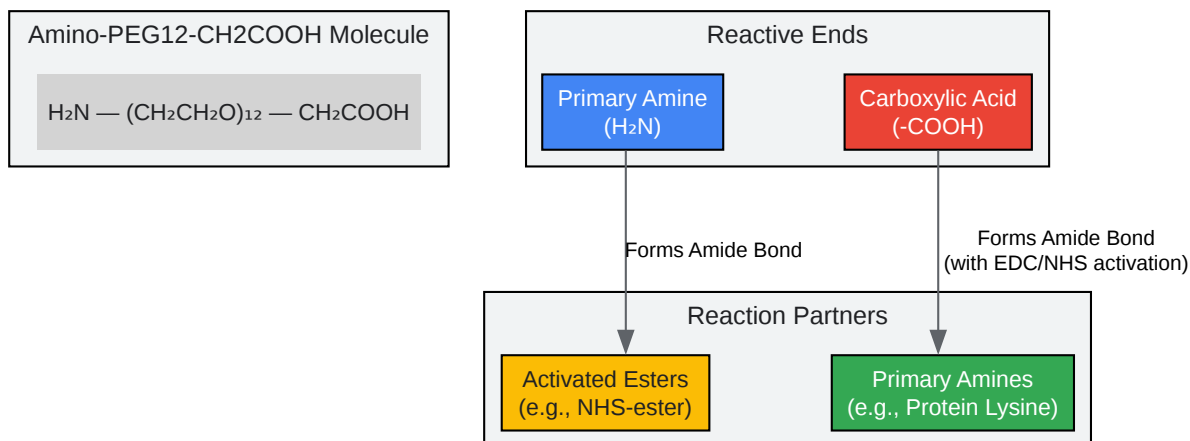 Amino-PEG12-CH2COOH Molecule
H₂N — (CH₂CH₂O)₁₂ — CH₂COOH
Reactive Ends
Primary Amine
(H₂N)
Carboxylic Acid
(-COOH)
Forms Amide Bond
Forms Amide Bond
(with EDC/NHS activation)
Reaction Partners
Activated Esters
(e.g., NHS-ester)
Primary Amines
(e.g., Protein Lysine)